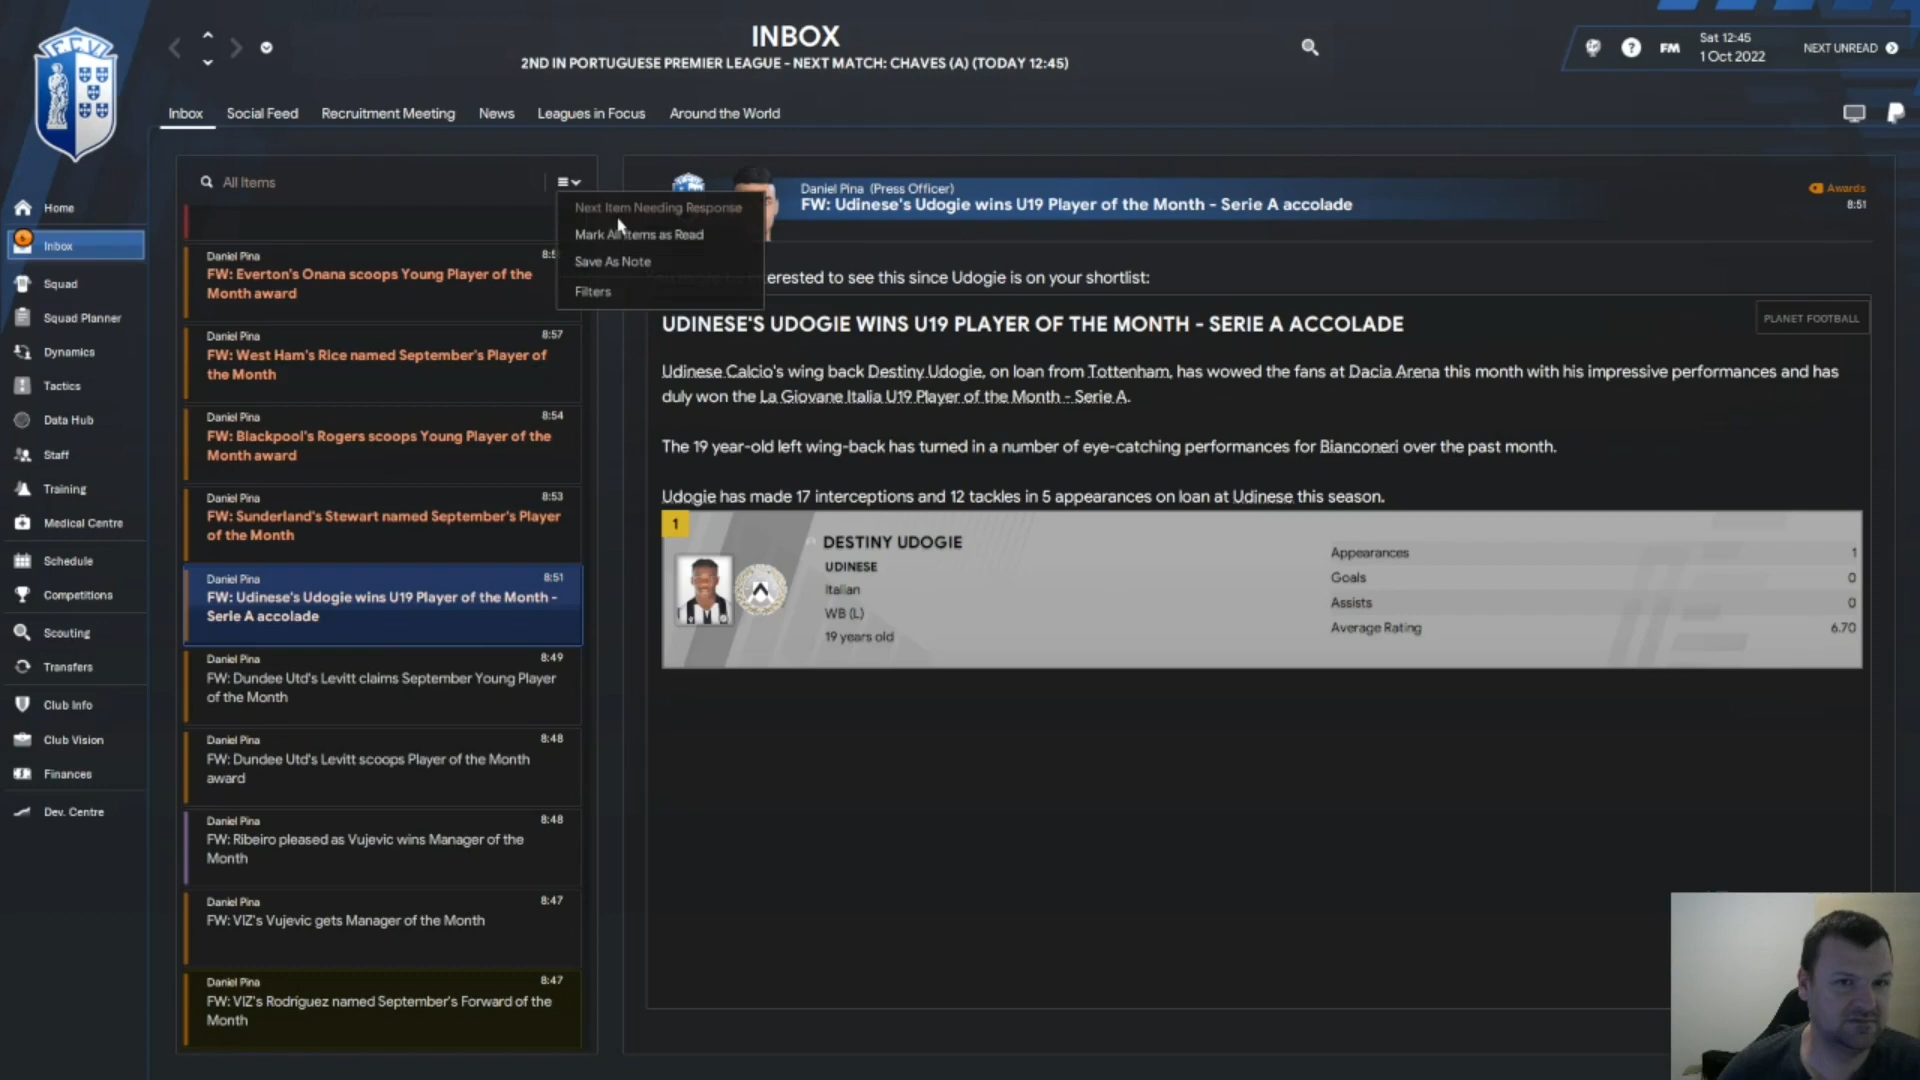 F.C.V.
INBOX
2ND IN PORTUGUESE PREMIER LEAGUE - NEXT MATCH: CHAVES (A) (TODAY 12:45)
FM
Sat 12:45
1 Oct 2022
NEXT UNREAD
Inbox
Social Feed
Recruitment Meeting
News
Leagues in Focus
Around the World
Home
Inbox
Squad
Squad Planner
Dynamics
Tactics
Data Hub
Staff
Training
Medical Centre
Schedule
Competitions
Scouting
Transfers
Club Info
Club Vision
Finances
Dev. Centre
All Items
Next Item Needing Response
Mark All Items as Read
Save As Note
Filters
Daniel Pina
FW: Everton's Onana scoops Young Player of the
Month award
Daniel Pina
8:57
FW: West Ham's Rice named September's Player of
the Month
Daniel Pina
8:54
FW: Blackpool's Rogers scoops Young Player of the
Month award
Daniel Pina
8:53
FW: Sunderland's Stewart named September's Player
of the Month
Daniel Pina
8:51
FW: Udinese's Udogie wins U19 Player of the Month -
Serie A accolade
Daniel Pina
8:49
FW: Dundee Utd's Levitt claims September Young Player
of the Month
Daniel Pina
8:48
FW: Dundee Utd's Levitt scoops Player of the Month
award
Daniel Pina
8:48
FW: Ribeiro pleased as Vujevic wins Manager of the
Month
Daniel Pina
8:47
FW: VIZ's Vujevic gets Manager of the Month
Daniel Pina
8:47
FW: VIZ's Rodríguez named September's Forward of the
Month
Daniel Pina (Press Officer)
FW: Udinese's Udogie wins U19 Player of the Month - Serie A accolade
Awards
8:51
erested to see this since Udogie is on your shortlist:
UDINESE'S UDOGIE WINS U19 PLAYER OF THE MONTH - SERIE A ACCOLADE
PLANET FOOTBALL
Udinese Calcio's wing back Destiny Udogie, on loan from Tottenham, has wowed the fans at Dacia Arena this month with his impressive performances and has
duly won the La Giovane Italia U19 Player of the Month - Serie A.
The 19 year-old left wing-back has turned in a number of eye-catching performances for Bianconeri over the past month.
Udogie has made 17 interceptions and 12 tackles in 5 appearances on loan at Udinese this season.
1
DESTINY UDOGIE
UDINESE
Italian
WB (L)
19 years old
Appearances 1
Goals 0
Assists 0
Average Rating 6.70